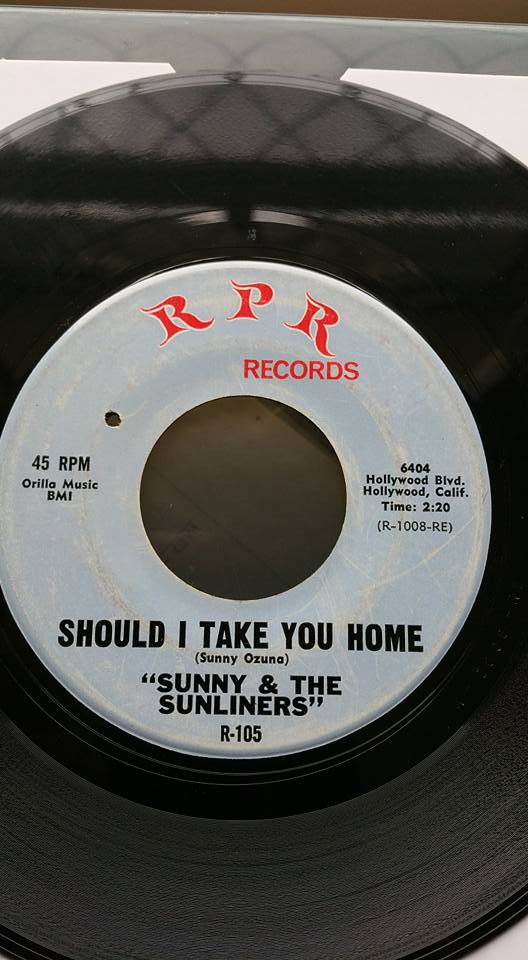 RPR
RECORDS
45 RPM
Orilla Music
BMI
6404
Hollywood Blvd.
Hollywood, Calif.
Time: 2:20
(R-1008-RE)
SHOULD I TAKE YOU HOME
(Sunny Ozuna)
“SUNNY & THE
SUNLINERS”
R-105